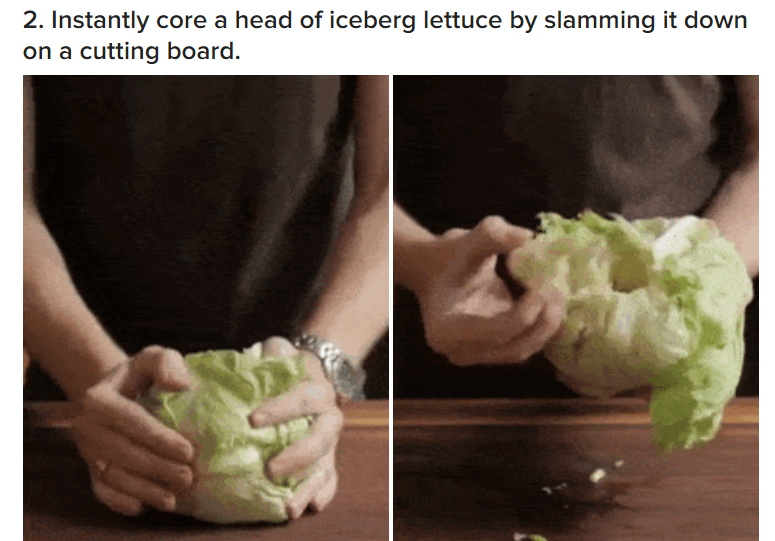 2. Instantly core a head of iceberg lettuce by slamming it down
on a cutting board.